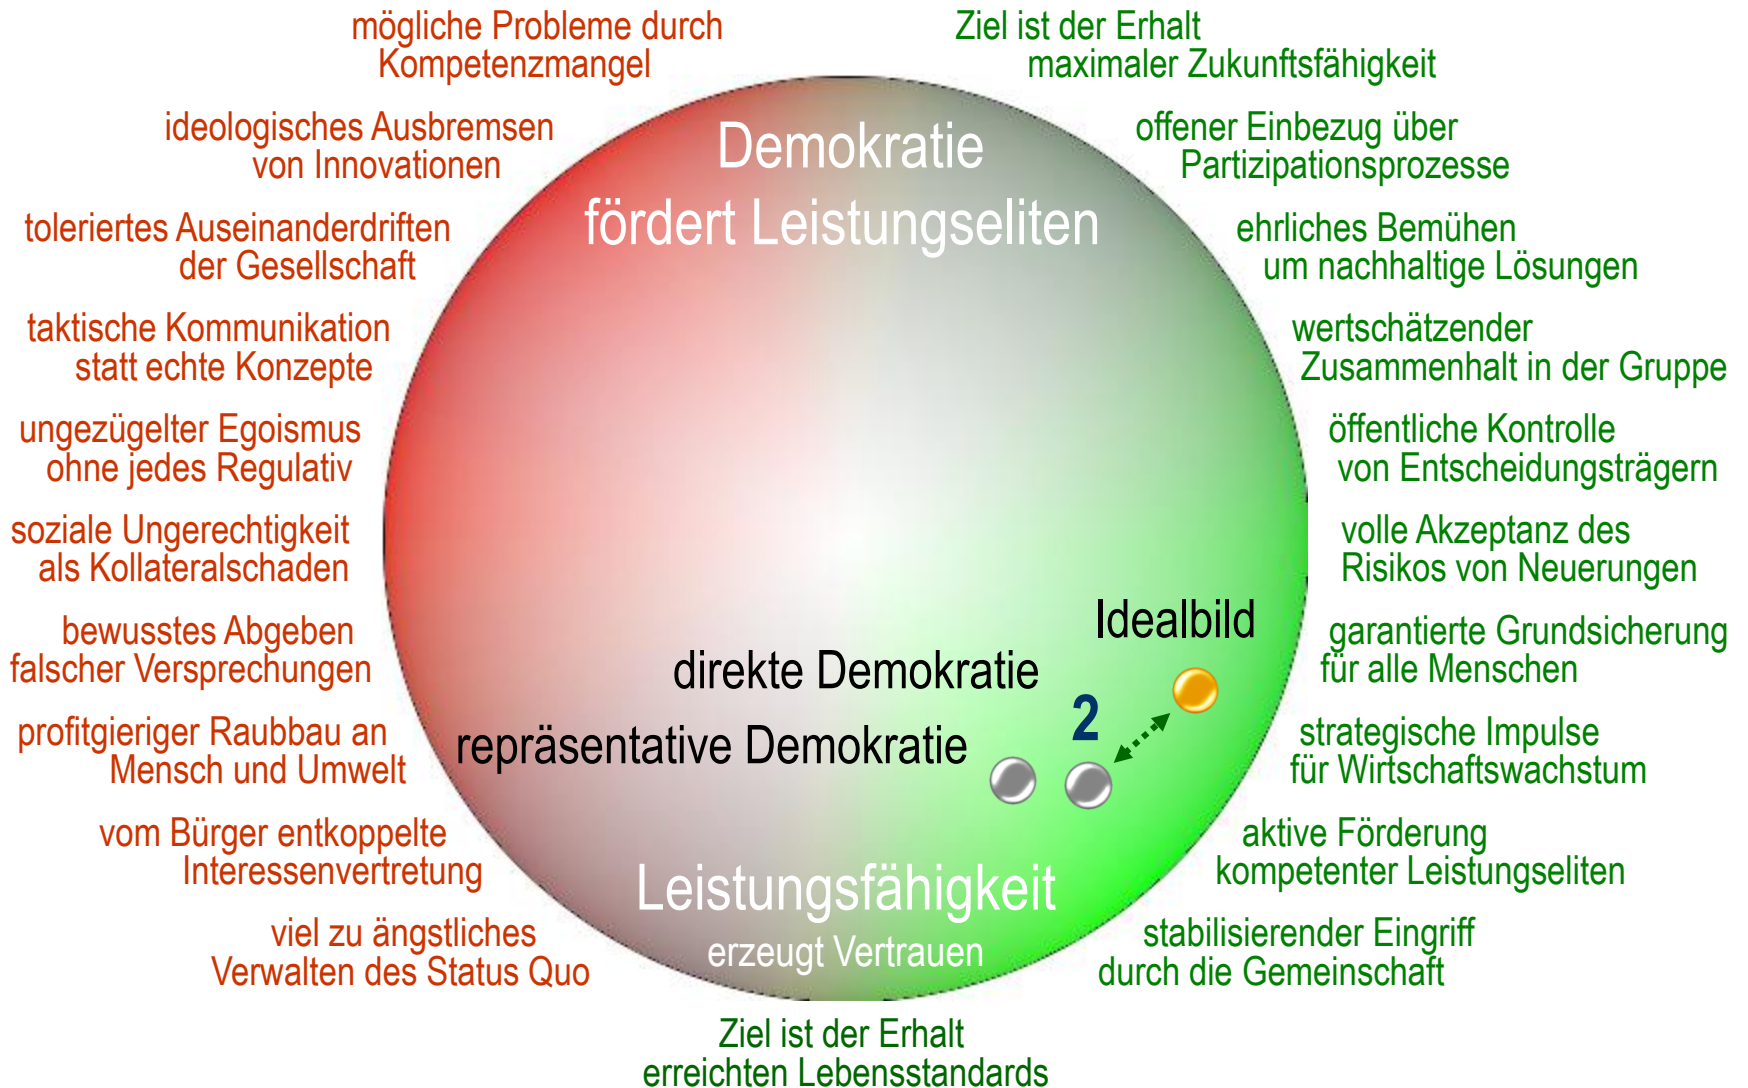 mögliche Probleme durch
Kompetenzmangel
ideologisches Ausbremsen
von Innovationen
toleriertes Auseinanderdriften
der Gesellschaft
taktische Kommunikation
statt echte Konzepte
ungezügelter Egoismus
ohne jedes Regulativ
soziale Ungerechtigkeit
als Kollateralschaden
bewusstes Abgeben
falscher Versprechungen
profitgieriger Raubbau an
Mensch und Umwelt
vom Bürger entkoppelte
Interessenvertretung
viel zu ängstliches
Verwalten des Status Quo
Demokratie
fördert Leistungseliten
Idealbild
direkte Demokratie
2
repräsentative Demokratie
Leistungsfähigkeit
erzeugt Vertrauen
Ziel ist der Erhalt
erreichten Lebensstandards
Ziel ist der Erhalt
maximaler Zukunftsfähigkeit
offener Einbezug über
Partizipationsprozesse
ehrliches Bemühen
um nachhaltige Lösungen
wertschätzender
Zusammenhalt in der Gruppe
öffentliche Kontrolle
von Entscheidungsträgern
volle Akzeptanz des
Risikos von Neuerungen
garantierte Grundsicherung
für alle Menschen
strategische Impulse
für Wirtschaftswachstum
aktive Förderung
kompetenter Leistungseliten
stabilisierender Eingriff
durch die Gemeinschaft